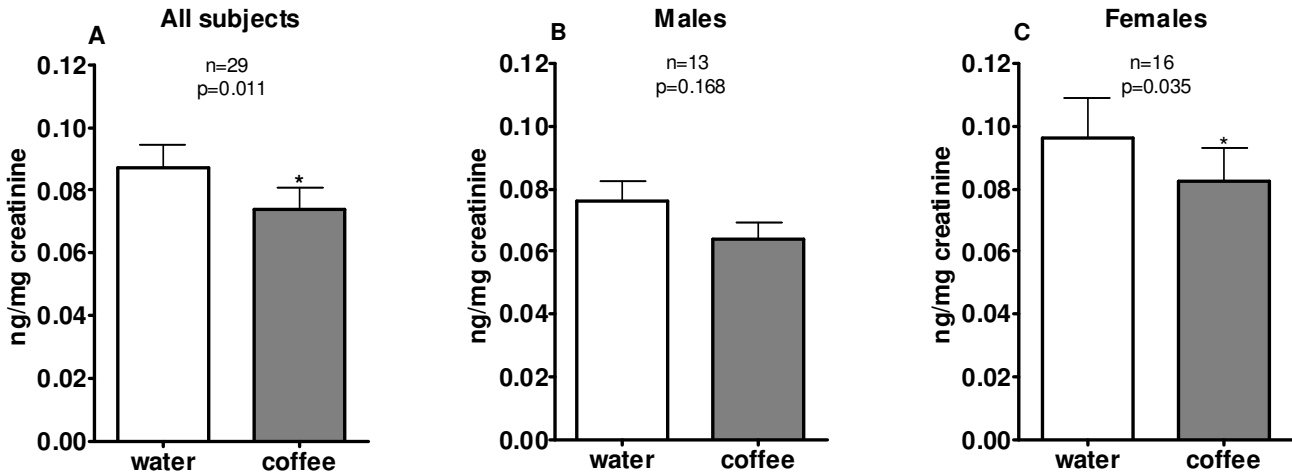 All subjects
A
n=29
p=0.011
0.12
0.10
0.08
0.06
0.04
0.02
0.00
ng/mg creatinine
*
water coffee
Males
B
n=13
p=0.168
0.12
0.10
0.08
0.06
0.04
0.02
0.00
ng/mg creatinine
water coffee
Females
C
n=16
p=0.035
0.12
0.10
0.08
0.06
0.04
0.02
0.00
ng/mg creatinine
*
water coffee